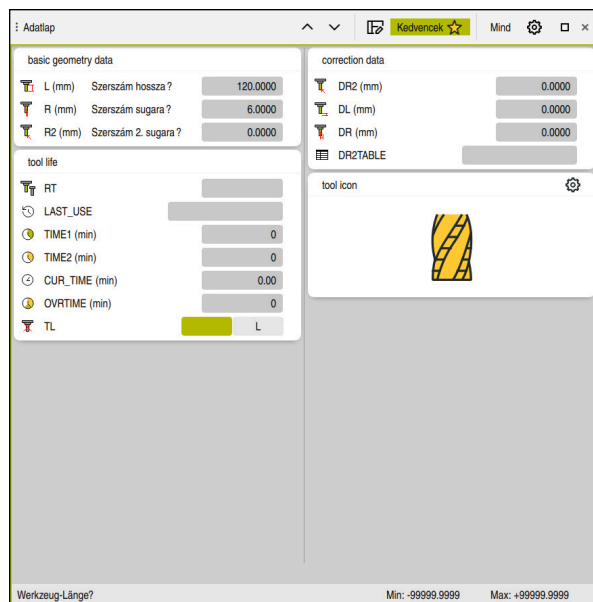 Adatlap Kedvencek Mind
basic geometry data
L (mm) Szerszám hossza? 120.0000
R (mm) Szerszám sugara? 6.0000
R2 (mm) Szerszám 2. sugara? 0.0000
tool life
RT
LAST_USE
TIME1 (min) 0
TIME2 (min) 0
CUR_TIME (min) 0.00
OVRTIME (min) 0
TL L
correction data
DR2 (mm) 0.0000
DL (mm) 0.0000
DR (mm) 0.0000
DR2TABLE
tool icon
Werkzeug-Länge? Min: -99999.9999 Max: +99999.9999